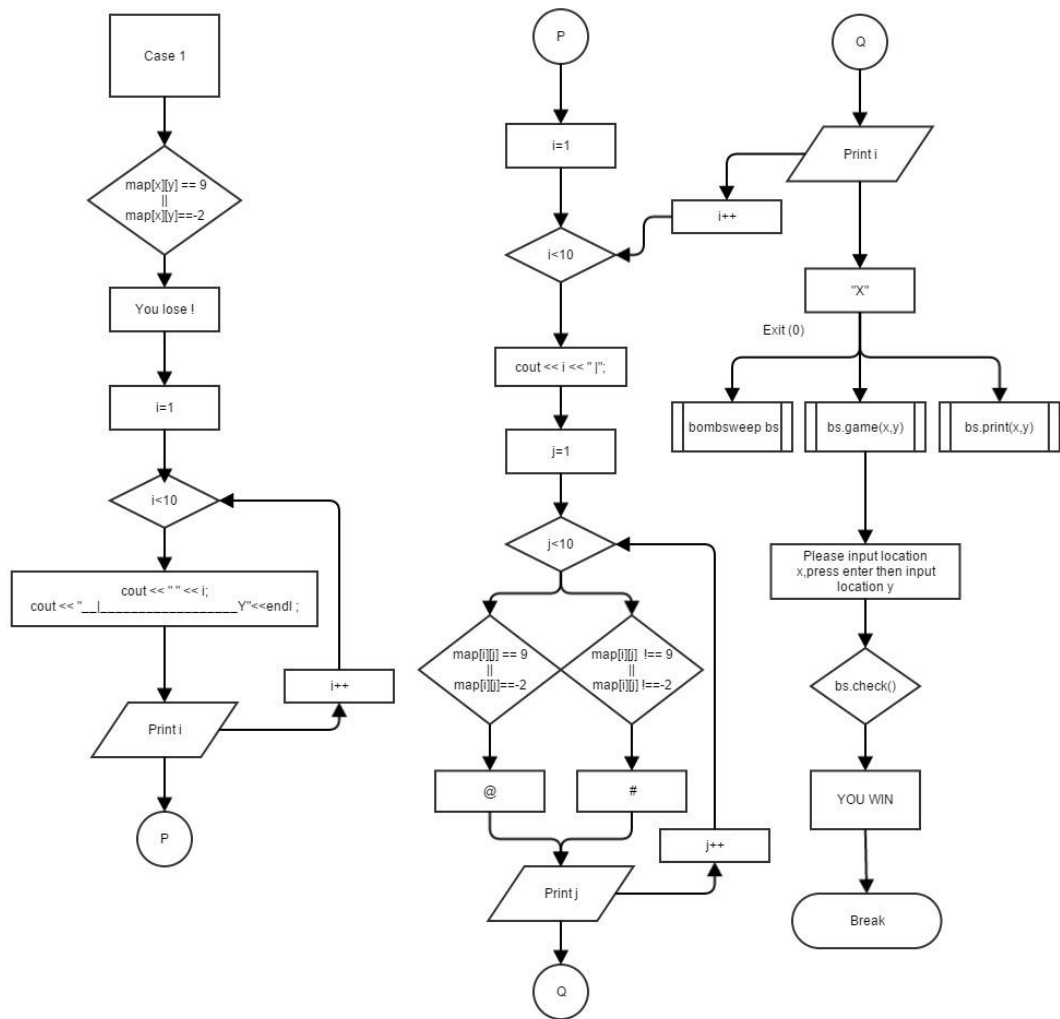 Case 1
map[x][y] == 9
||
map[x][y]==-2
You lose !
i=1
i<10
cout << " " << i;
cout << "__|__________________Y"<<endl ;
i++
Print i
P
P
i=1
i<10
cout << i << " |";
j=1
j<10
map[i][j] == 9
||
map[i][j]==-2
map[i][j] !== 9
||
map[i][j] !==-2
@
#
j++
Print j
Q
Q
Print i
i++
"X"
Exit (0)
bombsweep bs
bs.game(x,y)
bs.print(x,y)
Please input location
x,press enter then input
location y
bs.check()
YOU WIN
Break